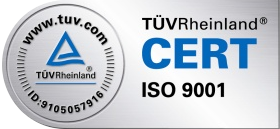 www.tuv.com
TÜVRheinland
ID:9105057916
TÜVRheinland®
CERT
ISO 9001